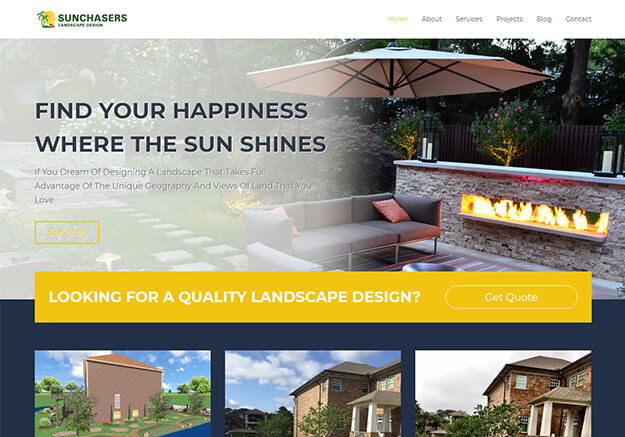 SUNCHASERS
LANDSCAPE DESIGN
Home About Services Projects Blog Contact
FIND YOUR HAPPINESS
WHERE THE SUN SHINES
If You Dream Of Designing A Landscape That Takes Full
Advantage Of The Unique Geography And Views Of Land That You
Love
Services
LOOKING FOR A QUALITY LANDSCAPE DESIGN?
Get Quote